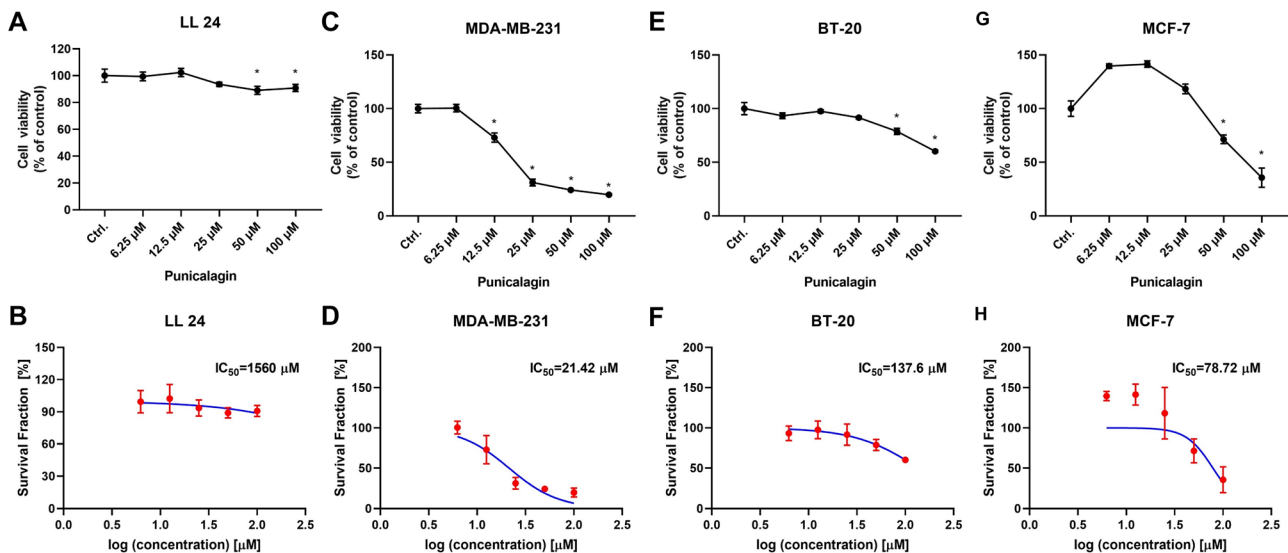 A
LL 24
Cell viability
(% of control)
120
100
80
60
40
20
0
*
*
Ctrl.
6.25 µM
12.5 µM
25 µM
50 µM
100 µM
Punicalagin
C
MDA-MB-231
Cell viability
(% of control)
150
100
50
0
*
*
*
*
Ctrl.
6.25 µM
12.5 µM
25 µM
50 µM
100 µM
Punicalagin
E
BT-20
Cell viability
(% of control)
150
100
50
0
*
*
Ctrl.
6.25 µM
12.5 µM
25 µM
50 µM
100 µM
Punicalagin
G
MCF-7
Cell viability
(% of control)
150
100
50
0
*
*
Ctrl.
6.25 µM
12.5 µM
25 µM
50 µM
100 µM
Punicalagin
B
LL 24
Survival Fraction [%]
150
120
90
60
30
0
IC50=1560 µM
0.0 0.5 1.0 1.5 2.0 2.5
log (concentration) [µM]
D
MDA-MB-231
Survival Fraction [%]
200
150
100
50
0
IC50=21.42 µM
0.0 0.5 1.0 1.5 2.0 2.5
log (concentration) [µM]
F
BT-20
Survival Fraction [%]
200
150
100
50
0
IC50=137.6 µM
0.0 0.5 1.0 1.5 2.0 2.5
log (concentration) [µM]
H
MCF-7
Survival Fraction [%]
200
150
100
50
0
IC50=78.72 µM
0.0 0.5 1.0 1.5 2.0 2.5
log (concentration) [µM]